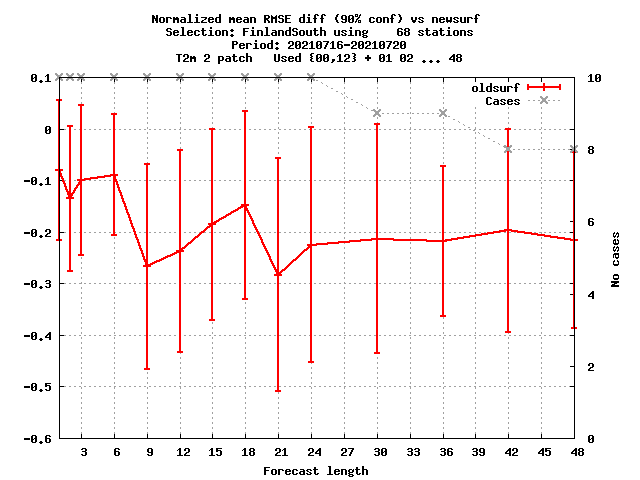 Normalized mean RMSE diff (90% conf) vs newsurf
Selection: FinlandSouth using    68 stations
Period: 20210716-20210720
T2m 2 patch   Used {00,12} + 01 02 ... 48
oldsurf
Cases
0,1
0
-0,1
-0,2
-0,3
-0,4
-0,5
-0,6
10
8
6
4
2
0
No cases
3 6 9 12 15 18 21 24 27 30 33 36 39 42 45 48
Forecast length